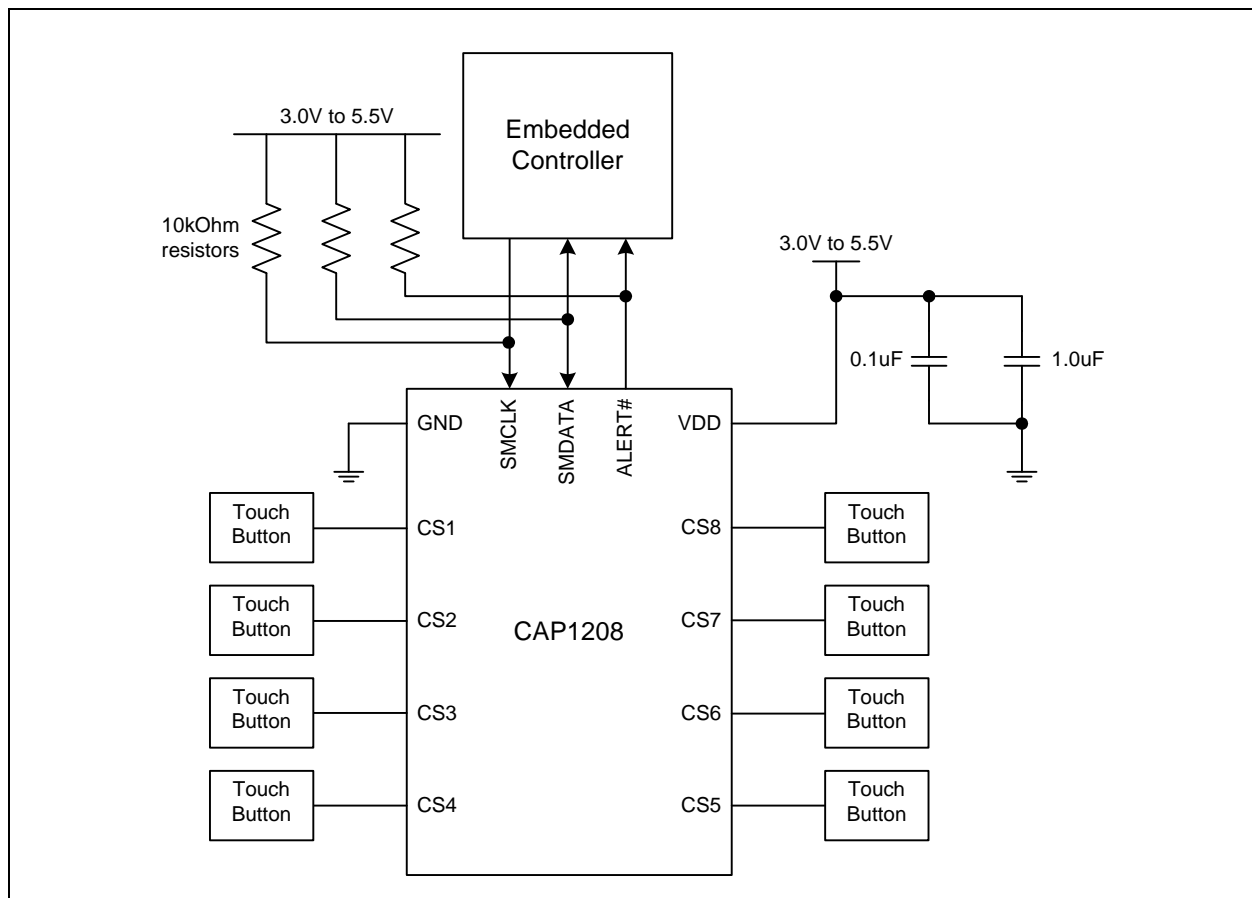 Embedded
Controller
3.0V to 5.5V
10kOhm
resistors
3.0V to 5.5V
0.1uF
1.0uF
GND
SMCLK
SMDATA
ALERT#
VDD
Touch
Button
CS1
CS8
Touch
Button
Touch
Button
CS2
CAP1208
CS7
Touch
Button
Touch
Button
CS3
CS6
Touch
Button
Touch
Button
CS4
CS5
Touch
Button